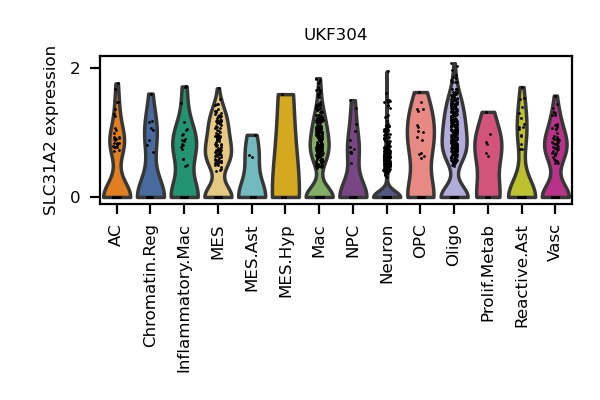 UKF304
SLC31A2 expression
2
0
AC
Chromatin.Reg
Inflammatory.Mac
MES
MES.Ast
MES.Hyp
Mac
NPC
Neuron
OPC
Oligo
Prolif.Metab
Reactive.Ast
Vasc